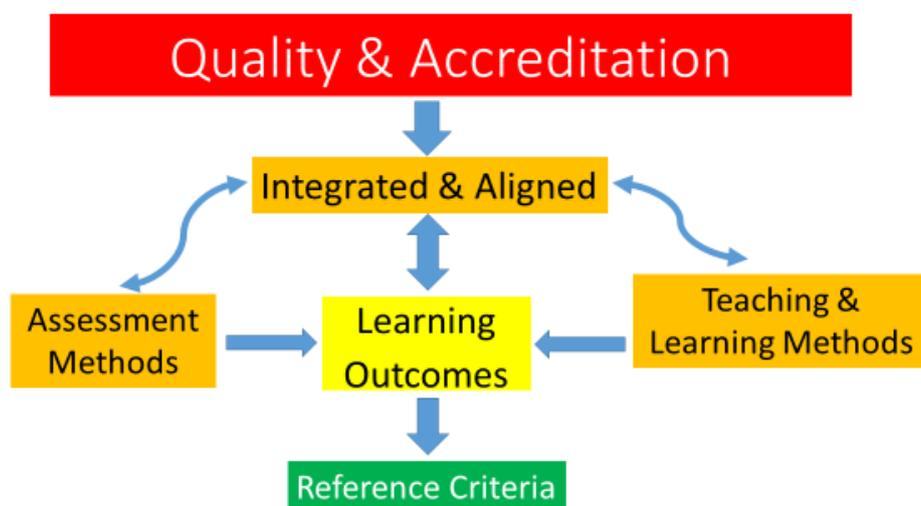 Quality & Accreditation
Integrated & Aligned
Assessment
Methods
Learning
Outcomes
Teaching &
Learning Methods
Reference Criteria